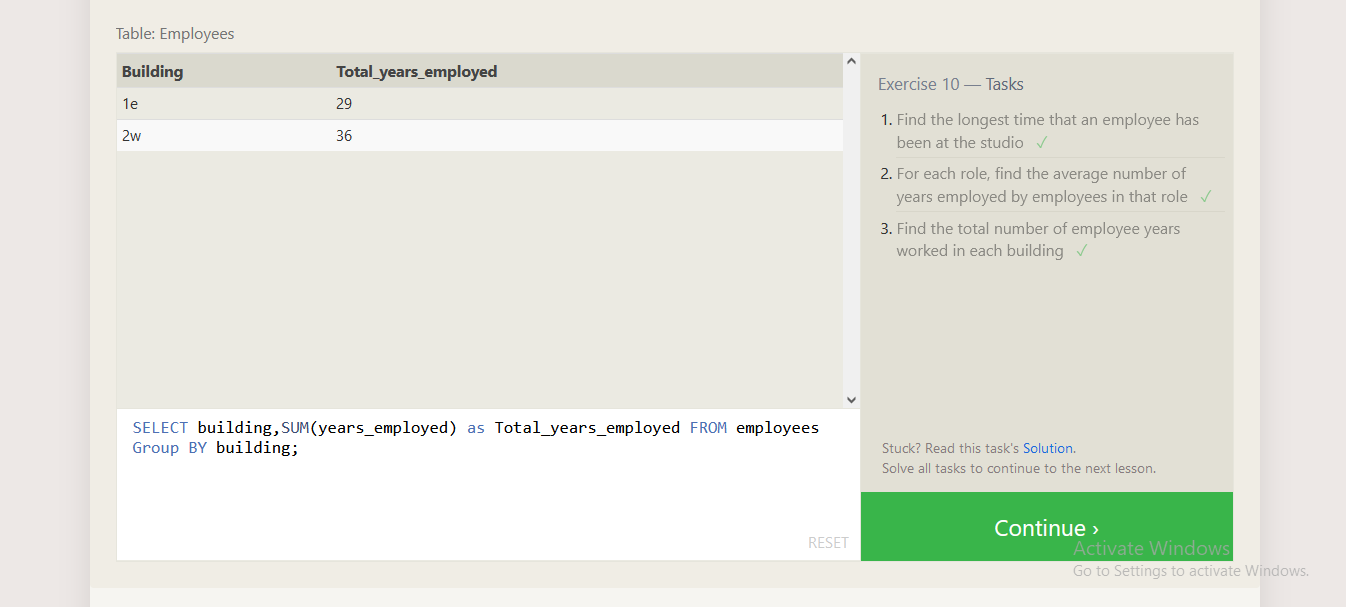 Table: Employees
Building Total_years_employed
1e 29
2w 36
SELECT building,SUM(years_employed) as Total_years_employed FROM employees
Group BY building;
RESET
Exercise 10 — Tasks
1. Find the longest time that an employee has
been at the studio ✓
2. For each role, find the average number of
years employed by employees in that role ✓
3. Find the total number of employee years
worked in each building ✓
Stuck? Read this task's Solution.
Solve all tasks to continue to the next lesson.
Continue ›
Activate Windows
Go to Settings to activate Windows.